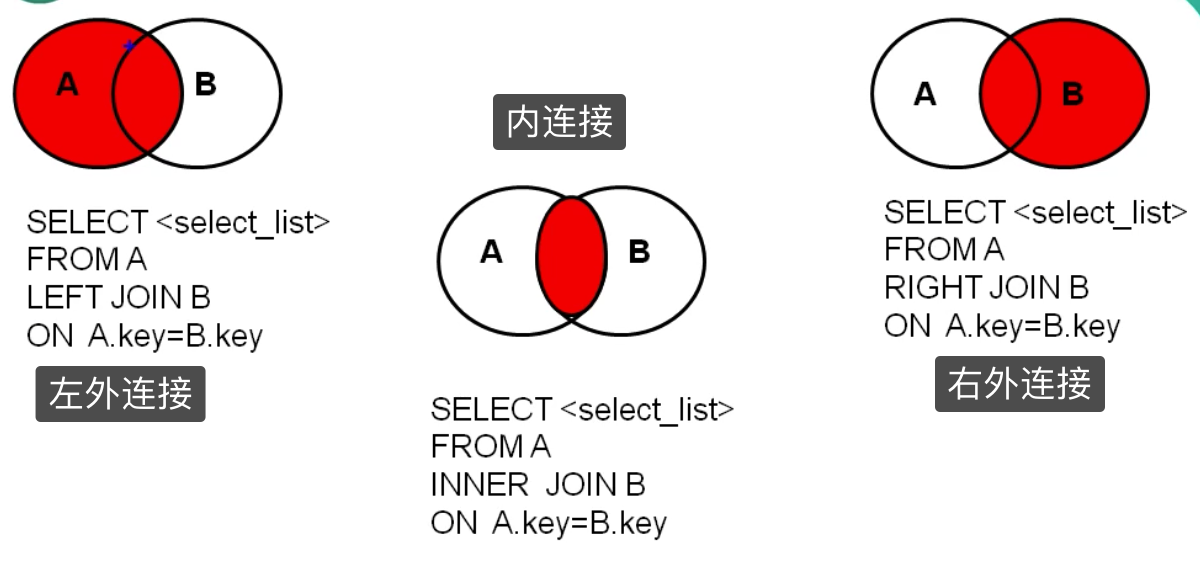 A
B
SELECT <select_list>
FROM A
LEFT JOIN B
ON A.key=B.key
左外连接
内连接
A
B
SELECT <select_list>
FROM A
INNER JOIN B
ON A.key=B.key
A
B
SELECT <select_list>
FROM A
RIGHT JOIN B
ON A.key=B.key
右外连接